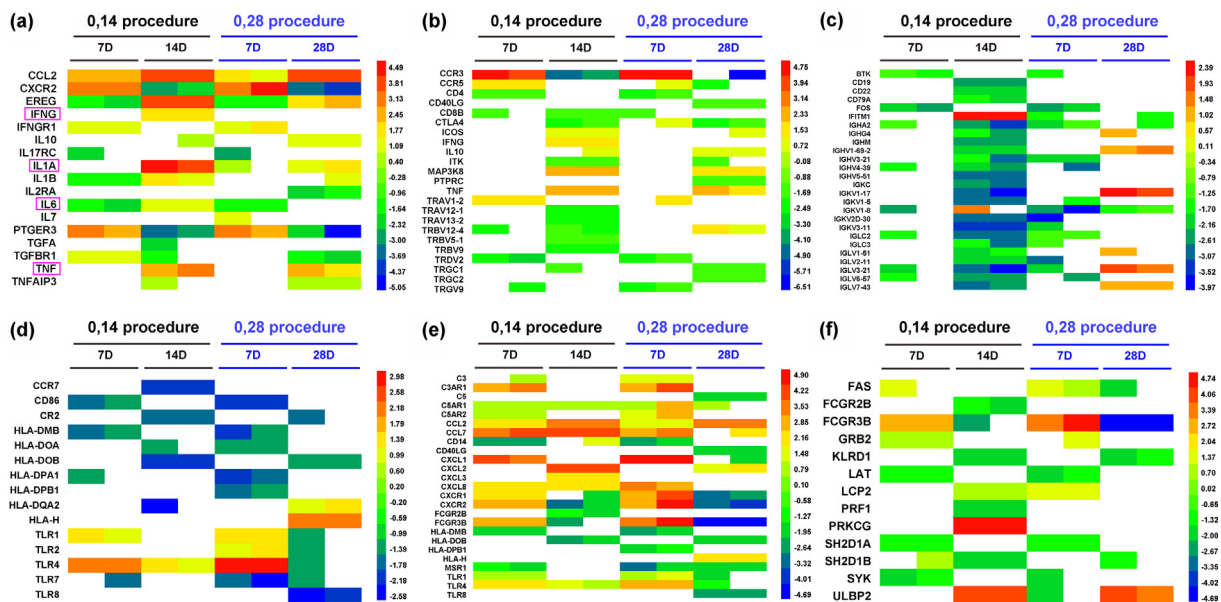 (a)
0,14 procedure 0,28 procedure
7D 14D 7D 28D
CCL2
CXCR2
EREG
IFNG
IFNGR1
IL10
IL17RC
IL1A
IL1B
IL2RA
IL6
IL7
PTGER3
TGFA
TGFBR1
TNF
TNFAIP3
4.49
3.81
3.13
2.45
1.77
1.09
0.40
-0.28
-0.96
-1.64
-2.32
-3.00
-3.69
-4.37
-5.05
(b)
0,14 procedure 0,28 procedure
7D 14D 7D 28D
CCR3
CCR5
CD4
CD40LG
CD8B
CTLA4
ICOS
IFNG
IL10
ITK
MAP3K8
PTPRC
TNF
TRAV1-2
TRAV12-1
TRAV13-2
TRBV12-4
TRBV5-1
TRBV9
TRDV2
TRGC1
TRGC2
TRGV9
4.75
3.94
3.14
2.33
1.53
0.72
-0.08
-0.88
-1.69
-2.49
-3.30
-4.10
-4.90
-5.71
-6.51
(c)
0,14 procedure 0,28 procedure
7D 14D 7D 28D
BTK
CD19
CD22
CD79A
FOS
IFITM1
IGHA2
IGHG4
IGHM
IGHV1-69-2
IGHV3-21
IGHV4-39
IGHV5-51
IGKC
IGKV1-17
IGKV1-5
IGKV1-8
IGKV2D-30
IGKV3-11
IGLC2
IGLC3
IGLV1-51
IGLV2-11
IGLV3-21
IGLV6-57
IGLV7-43
2.39
1.94
1.48
1.03
0.57
0.12
-0.34
-0.79
-1.25
-1.70
-2.16
-2.61
-3.06
-3.52
-3.97
(d)
0,14 procedure 0,28 procedure
7D 14D 7D 28D
CCR7
CD86
CR2
HLA-DMB
HLA-DOA
HLA-DOB
HLA-DPA1
HLA-DPB1
HLA-DQA2
HLA-H
TLR1
TLR2
TLR4
TLR7
TLR8
2.98
2.58
2.18
1.79
1.39
0.99
0.60
0.20
-0.20
-0.59
-0.99
-1.39
-1.78
-2.18
-2.58
(e)
0,14 procedure 0,28 procedure
7D 14D 7D 28D
C3
C3AR1
C5
C5AR1
C5AR2
CCL2
CCL7
CD14
CD40LG
CXCL1
CXCL2
CXCL3
CXCL8
CXCR1
CXCR2
FCGR2B
FCGR3B
HLA-DMB
HLA-DOB
HLA-DPB1
HLA-H
MSR1
TLR1
TLR4
TLR8
4.90
4.21
3.53
2.84
2.16
1.47
0.79
0.10
-0.58
-1.27
-1.95
-2.64
-3.32
-4.01
-4.69
(f)
0,14 procedure 0,28 procedure
7D 14D 7D 28D
FAS
FCGR2B
FCGR3B
GRB2
KLRD1
LAT
LCP2
PRF1
PRKCG
SH2D1A
SH2D1B
SYK
ULBP2
4.74
4.06
3.39
2.72
2.04
1.37
0.70
0.03
-0.65
-1.32
-1.99
-2.67
-3.34
-4.01
-4.69